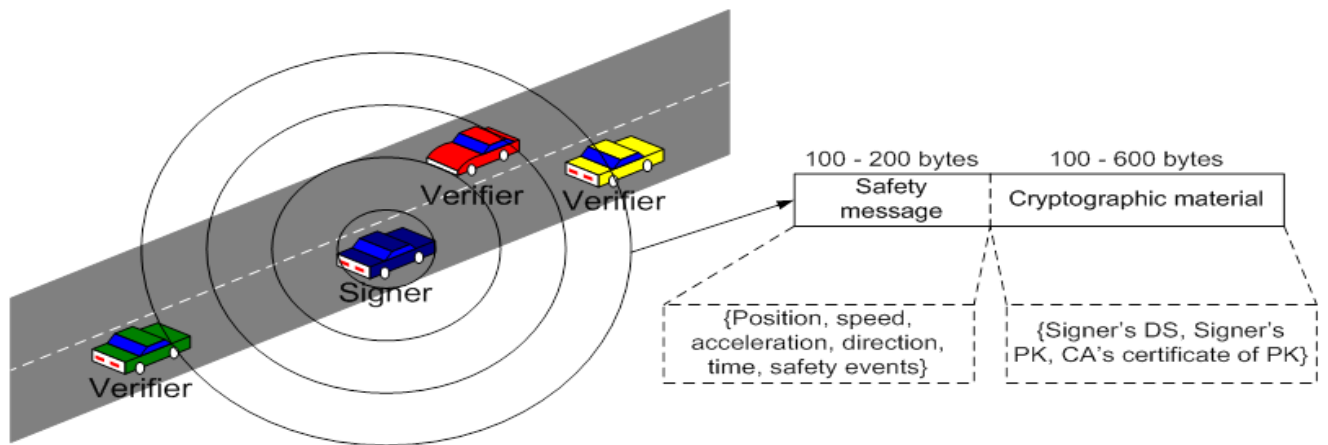 Verifier
Verifier
Signer
Verifier
100 - 200 bytes
100 - 600 bytes
Safety
message
Cryptographic material
{Position, speed,
acceleration, direction,
time, safety events}
{Signer's DS, Signer's
PK, CA's certificate of PK}